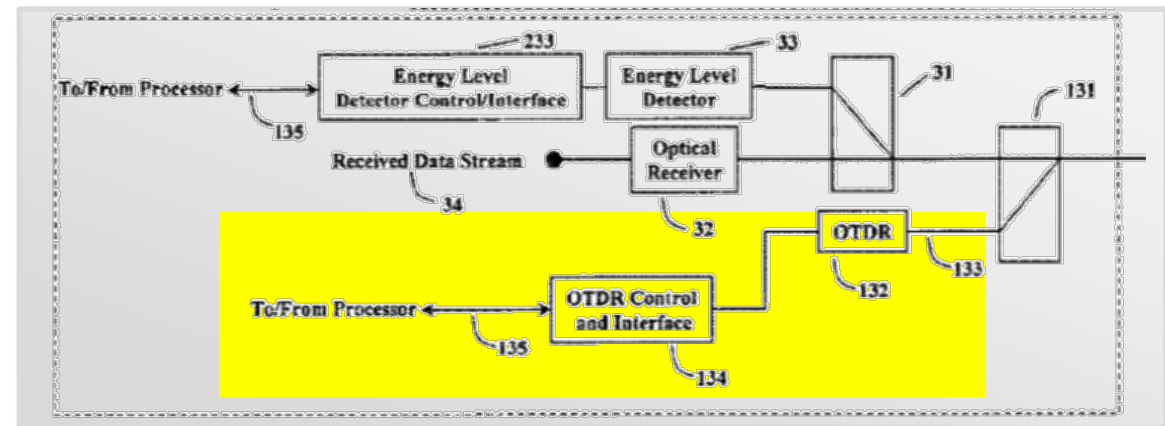 233
33
31
131
To/From Processor
Energy Level
Detector Control/Interface
Energy Level
Detector
135
Received Data Stream
Optical
Receiver
34
32
OTDR
133
132
To/From Processor
OTDR Control
and Interface
135
134